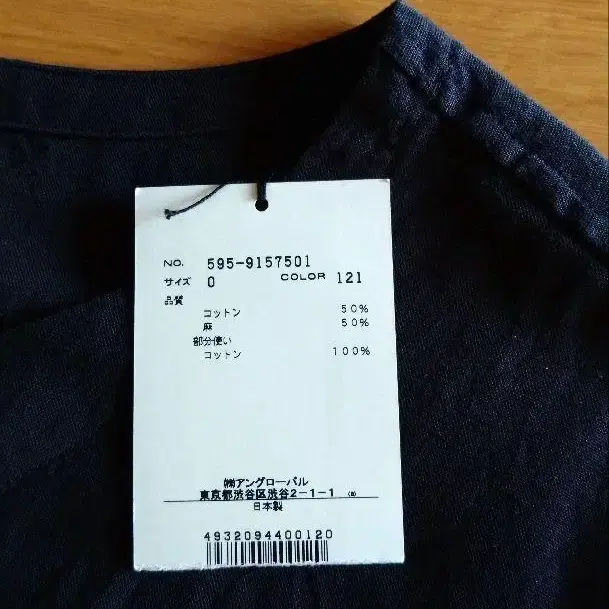 NO. 595-9157501
サイズ 0 COLOR 121
品質
コットン 50%
麻 50%
部分使い
コットン 100%
㈱アングローバル
東京都渋谷区渋谷2-1-1
日本製
4932094400120